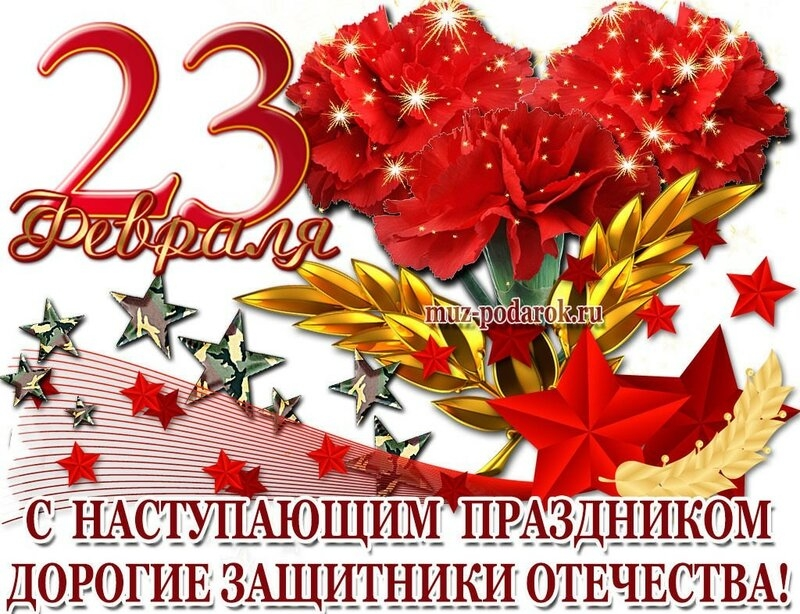 23
Февраля
muz-podarok.ru
С НАСТУПАЮЩИМ ПРАЗДНИКОМ
ДОРОГИЕ ЗАЩИТНИКИ ОТЕЧЕСТВА!